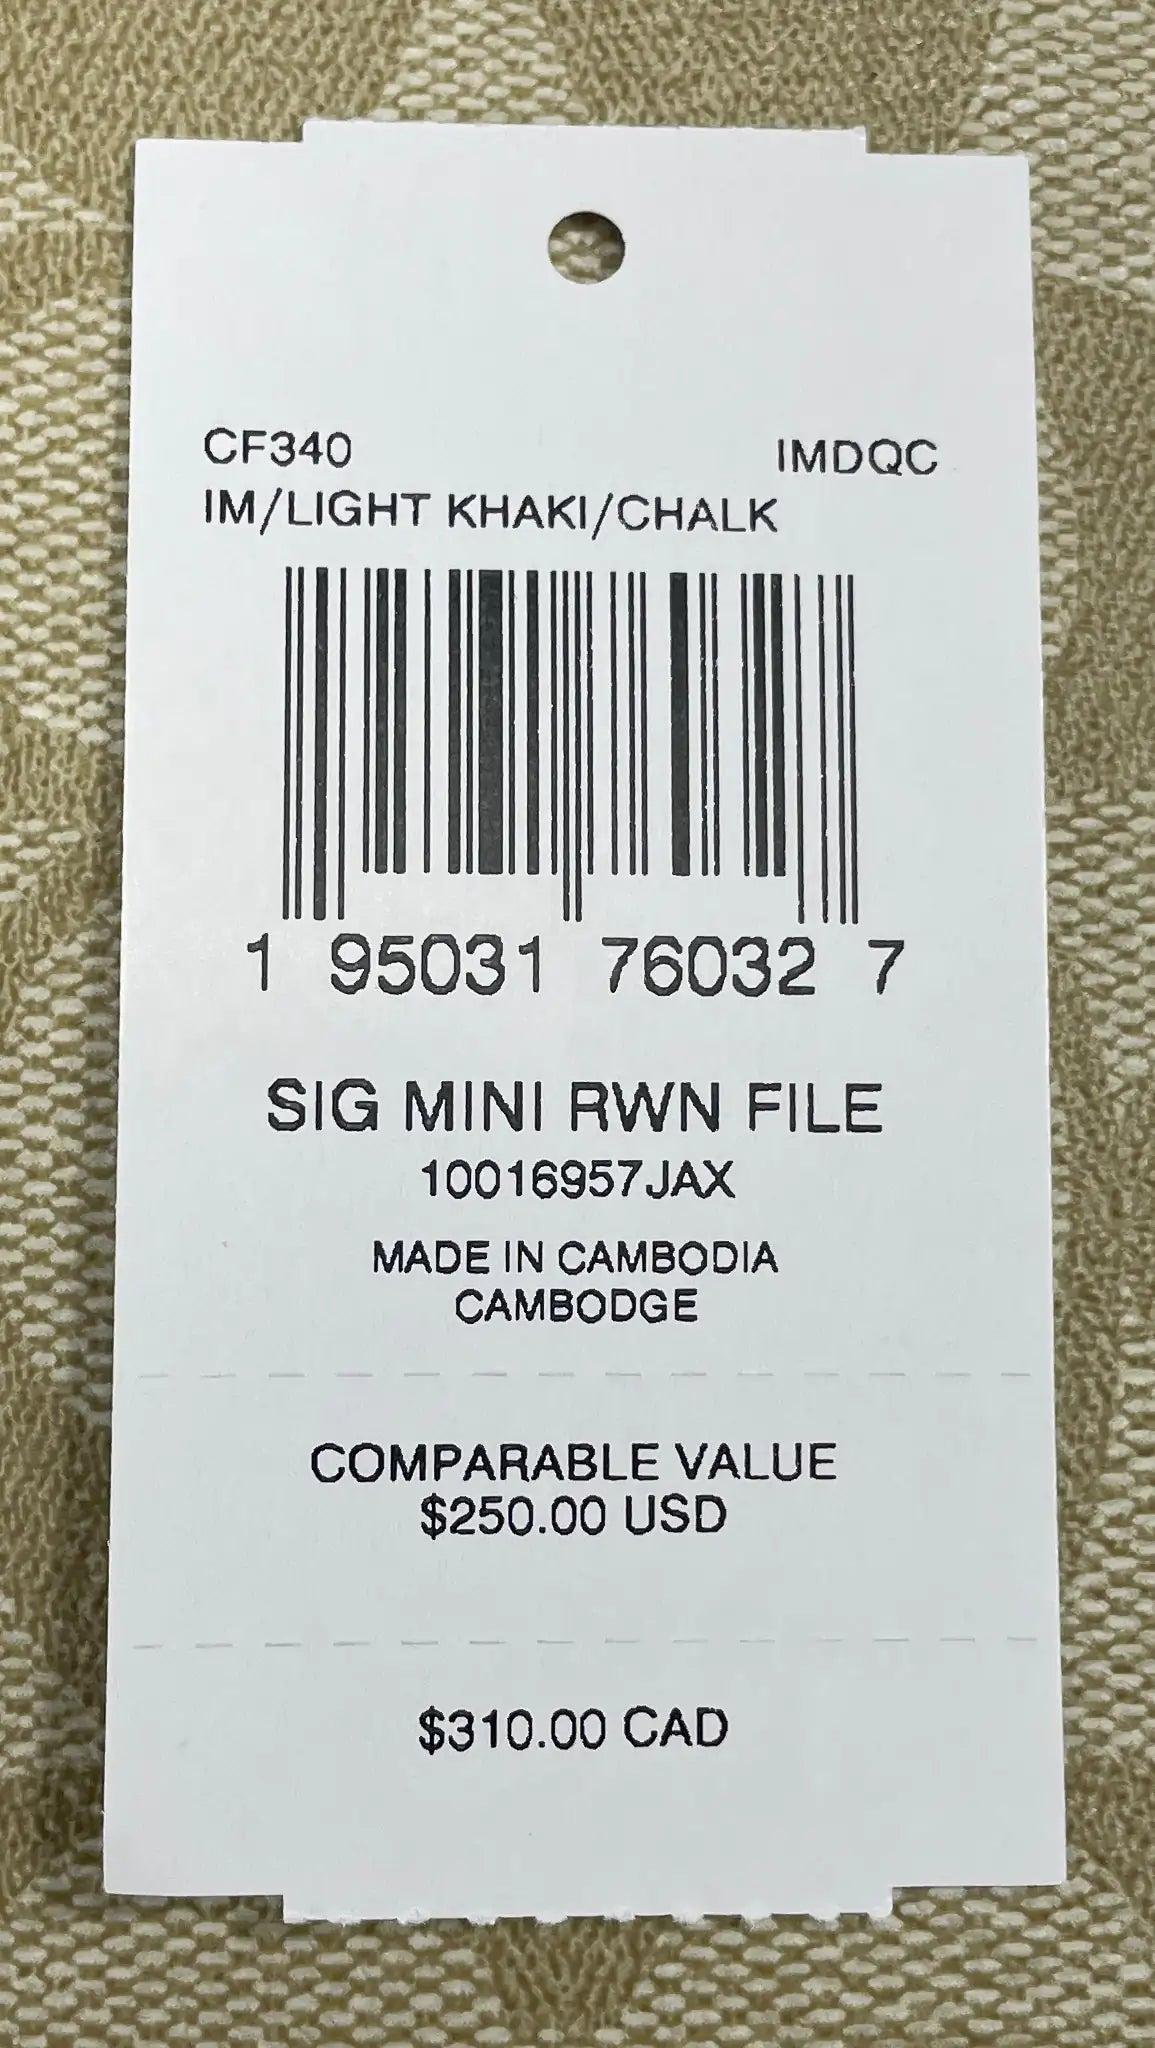 CF340 IMDQC
IM/LIGHT KHAKI/CHALK
1 95031 76032 7
SIG MINI RWN FILE
10016957JAX
MADE IN CAMBODIA
CAMBODGE
COMPARABLE VALUE
$250.00 USD
$310.00 CAD